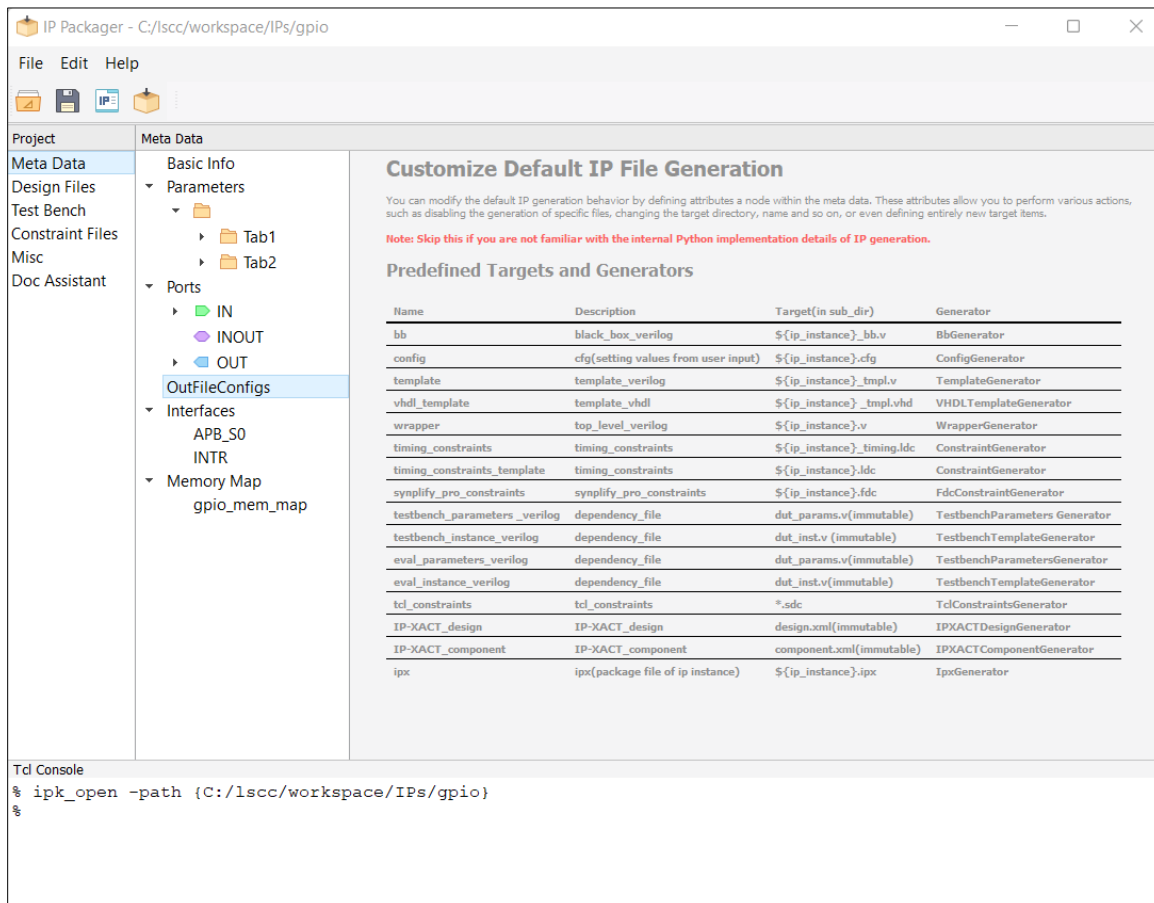 IP Packager - C:/lscc/workspace/IPs/gpio
File Edit Help
IP
Project
Meta Data
Design Files
Test Bench
Constraint Files
Misc
Doc Assistant
Meta Data
Basic Info
Parameters
Tab1
Tab2
Ports
IN
INOUT
OUT
OutFileConfigs
Interfaces
APB_S0
INTR
Memory Map
gpio_mem_map
Customize Default IP File Generation
You can modify the default IP generation behavior by defining attributes a node within the meta data. These attributes allow you to perform various actions,
such as disabling the generation of specific files, changing the target directory, name and so on, or even defining entirely new target items.
Note: Skip this if you are not familiar with the internal Python implementation details of IP generation.
Predefined Targets and Generators
Name Description Target(in sub_dir) Generator
bb black_box_verilog ${ip_instance}_bb.v BbGenerator
config cfg(setting values from user input) ${ip_instance}.cfg ConfigGenerator
template template_verilog ${ip_instance}_tmpl.v TemplateGenerator
vhdl_template template_vhdl ${ip_instance} _tmpl.vhd VHDLTemplateGenerator
wrapper top_level_verilog ${ip_instance}.v WrapperGenerator
timing_constraints timing_constraints ${ip_instance}_timing.ldc ConstraintGenerator
timing_constraints_template timing_constraints ${ip_instance}.ldc ConstraintGenerator
synplify_pro_constraints synplify_pro_constraints ${ip_instance}.fdc FdcConstraintGenerator
testbench_parameters _verilog dependency_file dut_params.v(immutable) TestbenchParameters Generator
testbench_instance_verilog dependency_file dut_inst.v (immutable) TestbenchTemplateGenerator
eval_parameters_verilog dependency_file dut_params.v(immutable) TestbenchParametersGenerator
eval_instance_verilog dependency_file dut_inst.v(immutable) TestbenchTemplateGenerator
tcl_constraints tcl_constraints *.sdc TclConstraintsGenerator
IP-XACT_design IP-XACT_design design.xml(immutable) IPXACTDesignGenerator
IP-XACT_component IP-XACT_component component.xml(immutable) IPXACTComponentGenerator
ipx ipx(package file of ip instance) ${ip_instance}.ipx IpxGenerator
Tcl Console
% ipk_open -path {C:/lscc/workspace/IPs/gpio}
%